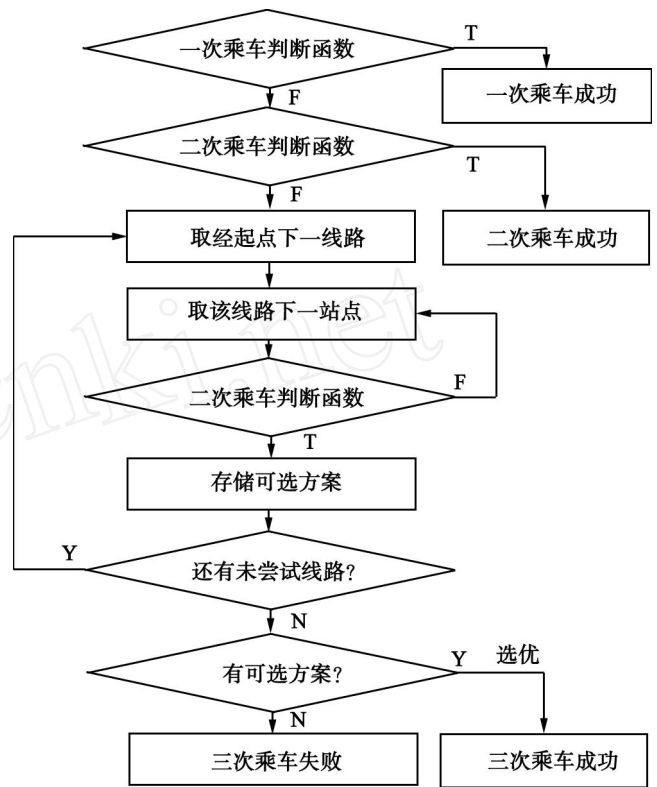 一次乘车判断函数
T
一次乘车成功
F
二次乘车判断函数
T
二次乘车成功
F
取经起点下一线路
取该线路下一站点
二次乘车判断函数
F
T
存储可选方案
Y
还有未尝试线路?
N
有可选方案?
Y
选优
N
三次乘车失败
三次乘车成功
cnki.net